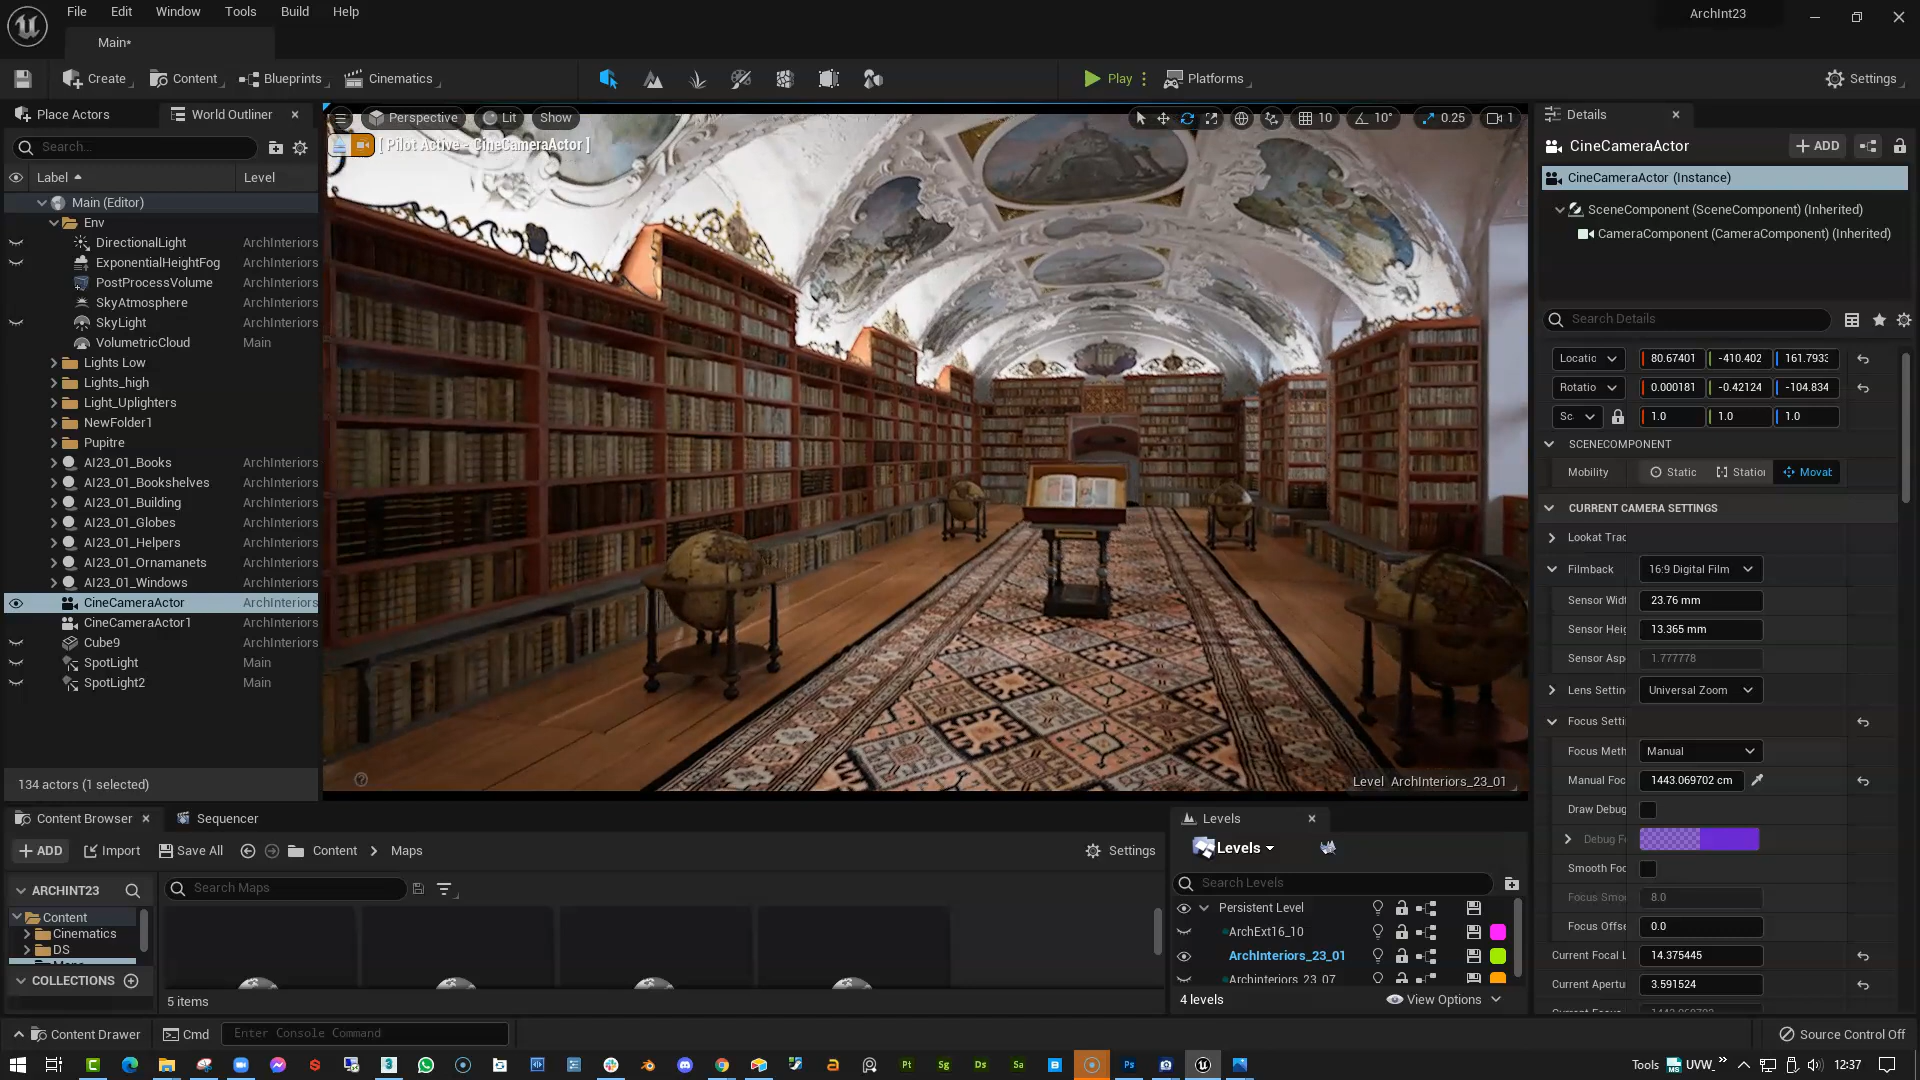 File Edit Window Tools Build Help
ArchInt23
Main*
Create Content Blueprints Cinematics Play Platforms Settings
Place Actors World Outliner
Search...
Label Level
Main (Editor)
Env
DirectionalLight ArchInteriors
ExponentialHeightFog ArchInteriors
PostProcessVolume ArchInteriors
SkyAtmosphere ArchInteriors
SkyLight ArchInteriors
VolumetricCloud Main
Lights Low
Lights_high
Light_Uplighters
NewFolder1
Pupitre
AI23_01_Books ArchInteriors
AI23_01_Bookshelves ArchInteriors
AI23_01_Building ArchInteriors
AI23_01_Globes ArchInteriors
AI23_01_Helpers ArchInteriors
AI23_01_Ornamanets ArchInteriors
AI23_01_Windows ArchInteriors
CineCameraActor ArchInteriors
CineCameraActor1 ArchInteriors
Cube9 ArchInteriors
SpotLight Main
SpotLight2 Main
134 actors (1 selected)
Perspective Lit Show 10 10° 0.25 1
[ Pilot Active - CineCameraActor ]
Level ArchInteriors_23_01
Details
CineCameraActor ADD
CineCameraActor (Instance)
SceneComponent (SceneComponent) (Inherited)
CameraComponent (CameraComponent) (Inherited)
Search Details
Locatic 80.67401 -410.402 161.7933
Rotatio 0.000181 -0.42124 -104.834
Sc 1.0 1.0 1.0
SCENECOMPONENT
Mobility Static Statior Movab
CURRENT CAMERA SETTINGS
Lookat Trac
Filmback 16:9 Digital Film
Sensor Widt 23.76 mm
Sensor Heig 13.365 mm
Sensor Asp 1.777778
Lens Settin Universal Zoom
Focus Setti
Focus Meth Manual
Manual Foc 1443.069702 cm
Draw Debug
Debug F
Smooth Foc
Focus Smo 8.0
Focus Offse 0.0
Current Focal L 14.375445
Current Apertu 3.591524
Content Browser Sequencer
ADD Import Save All Content Maps Settings
ARCHINT23
Search Maps
Content
Cinematics
DS
COLLECTIONS
5 items
Levels
Levels
Search Levels
Persistent Level
ArchExt16_10
ArchInteriors_23_01
Archinteriors_23_07
4 levels View Options
Content Drawer Cmd Enter Console Command Source Control Off
Pt Sg Ds Sa Ps Tools UVW_ 12:37